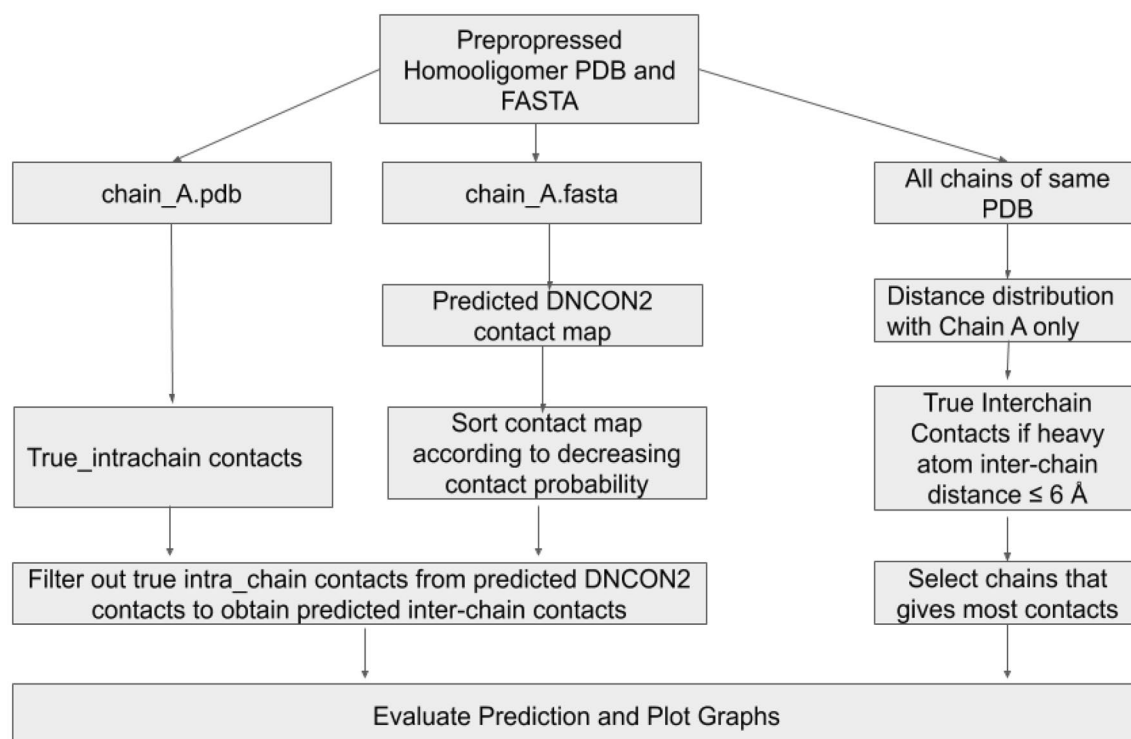 Prepropressed
Homooligomer PDB and
FASTA
chain_A.pdb
chain_A.fasta
All chains of same
PDB
Predicted DNCON2
contact map
Distance distribution
with Chain A only
True_intrachain contacts
Sort contact map
according to decreasing
contact probability
True Interchain
Contacts if heavy
atom inter-chain
distance ≤ 6 Å
Filter out true intra_chain contacts from predicted DNCON2
contacts to obtain predicted inter-chain contacts
Select chains that
gives most contacts
Evaluate Prediction and Plot Graphs